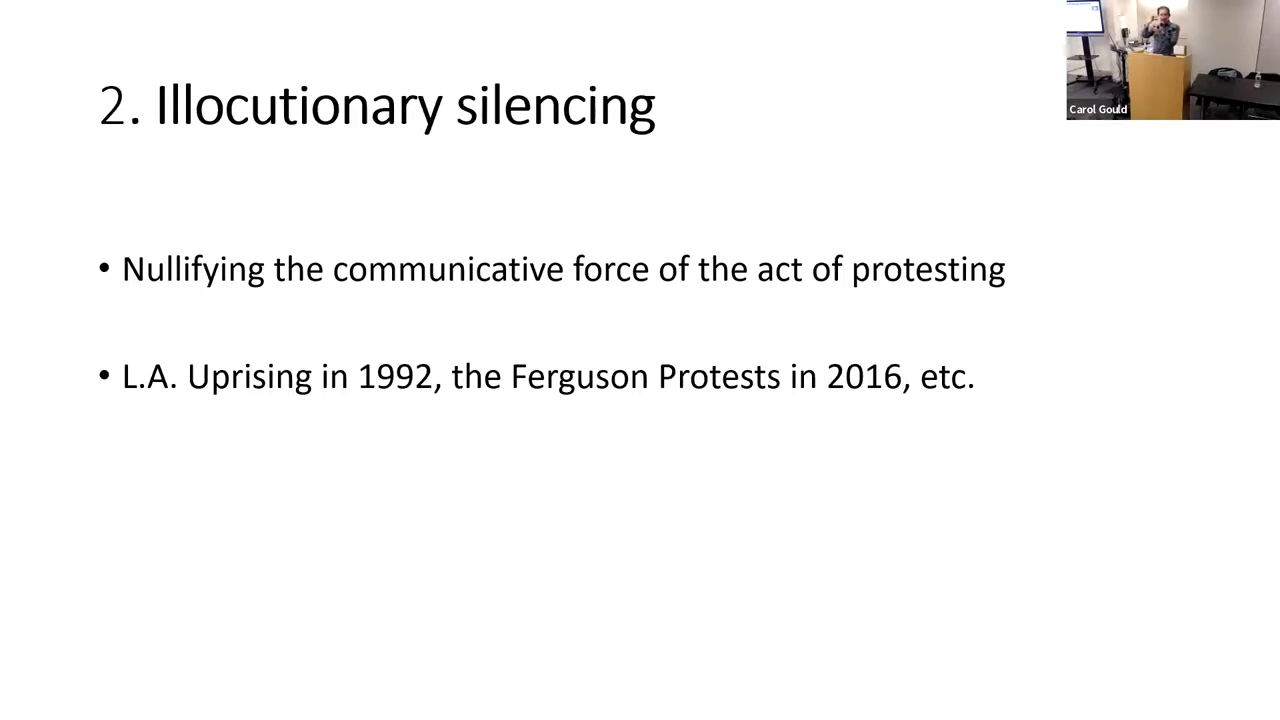 2. Illocutionary silencing
Carol Gould
• Nullifying the communicative force of the act of protesting
• L.A. Uprising in 1992, the Ferguson Protests in 2016, etc.